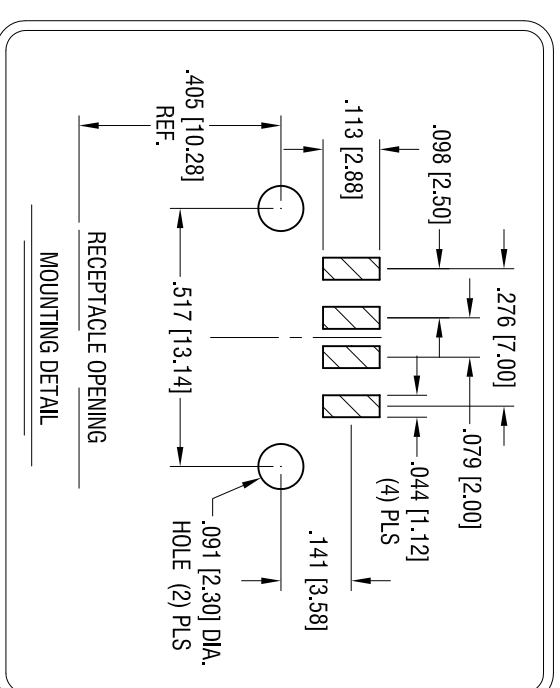 .276 [7.00]
.098 [2.50]
.079 [2.00]
.113 [2.88]
.044 [1.12]
(4) PLS
.141 [3.58]
.405 [10.28]
REF.
.517 [13.14]
.091 [2.30] DIA.
HOLE (2) PLS
RECEPTACLE OPENING
MOUNTING DETAIL